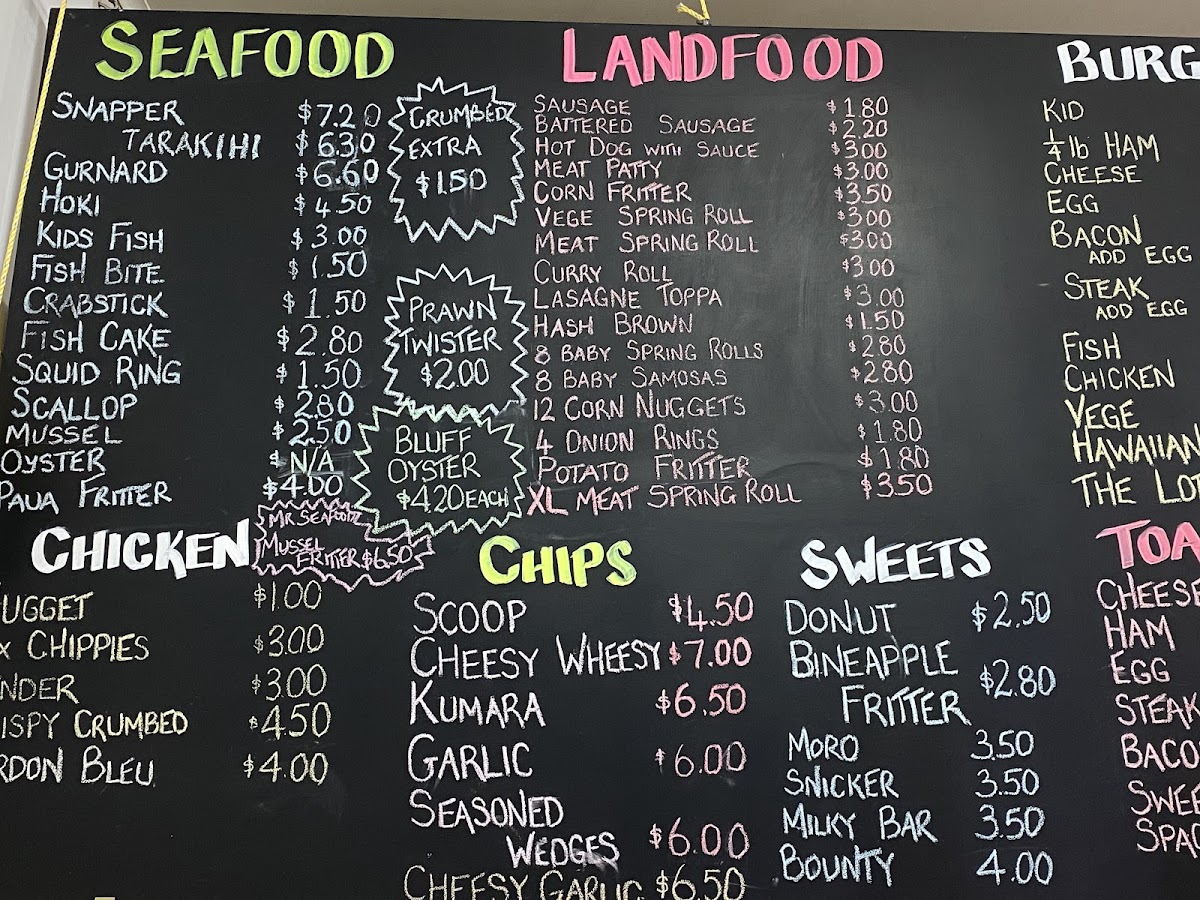 SEAFOOD
SNAPPER $7.20
TARAKIHI $6.30
GURNARD $6.60
HOKI $4.50
KIDS FISH $3.00
FISH BITE $1.50
CRABSTICK $1.50
FISH CAKE $2.80
SQUID RING $1.50
SCALLOP $2.80
MUSSEL $2.50
OYSTER $N/A
PAUA FRITTER $4.00
CRUMBED
EXTRA
$1.50
PRAWN
TWISTER
$2.00
BLUFF
OYSTER
$4.20 EACH
MR SEAFOODZ
MUSSEL
FRITTER $6.50
LANDFOOD
SAUSAGE $1.80
BATTERED SAUSAGE $2.20
HOT DOG WITH SAUCE $3.00
MEAT PATTY $3.00
CORN FRITTER $3.50
VEGE SPRING ROLL $3.00
MEAT SPRING ROLL $3.00
CURRY ROLL $3.00
LASAGNE TOPPA $3.00
HASH BROWN $1.50
8 BABY SPRING ROLLS $2.80
8 BABY SAMOSAS $2.80
12 CORN NUGGETS $3.00
4 ONION RINGS $1.80
POTATO FRITTER $1.80
XL MEAT SPRING ROLL $3.50
BURG
KID
¼lb HAM
CHEESE
EGG
BACON
ADD EGG
STEAK
ADD EGG
FISH
CHICKEN
VEGE
HAWAIIAN
THE LOT
CHICKEN
UGGET $1.00
x CHIPPIES $3.00
NDER $3.00
ISPY CRUMBED $4.50
RDON BLEU $4.00
CHIPS
SCOOP $4.50
CHEESY WHEESY $7.00
KUMARA $6.50
GARLIC $6.00
SEASONED
WEDGES $6.00
CHEESY GARLIC $6.50
SWEETS
DONUT $2.50
BINEAPPLE
FRITTER $2.80
MORO 3.50
SNICKER 3.50
MILKY BAR 3.50
BOUNTY 4.00
TOA
CHEESE
HAM
EGG
STEAK
BACO
SWEE
SPAG